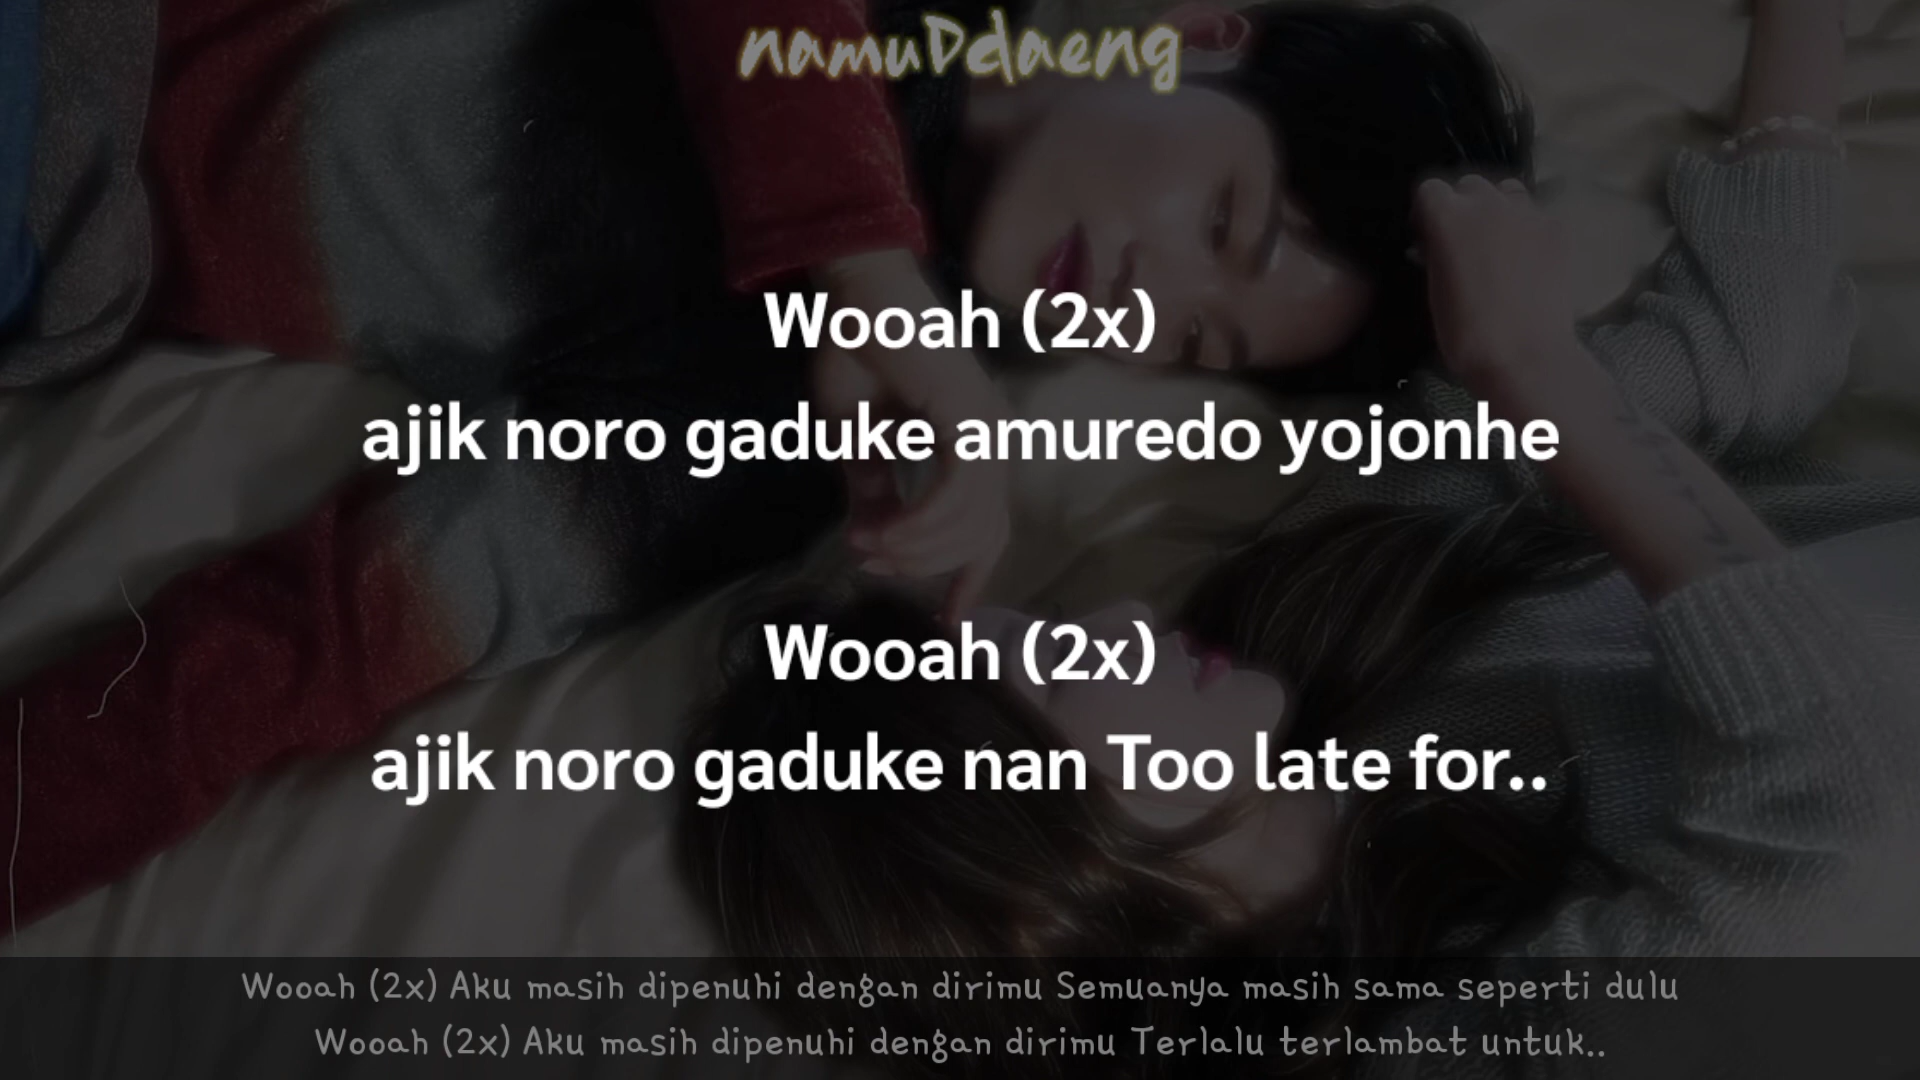 namuDdaeng
Wooah (2x)
ajik noro gaduke amuredo yojonhe
Wooah (2x)
ajik noro gaduke nan Too late for..
Wooah (2x) Aku masih dipenuhi dengan dirimu Semuanya masih sama seperti dulu
Wooah (2x) Aku masih dipenuhi dengan dirimu Terlalu terlambat untuk..